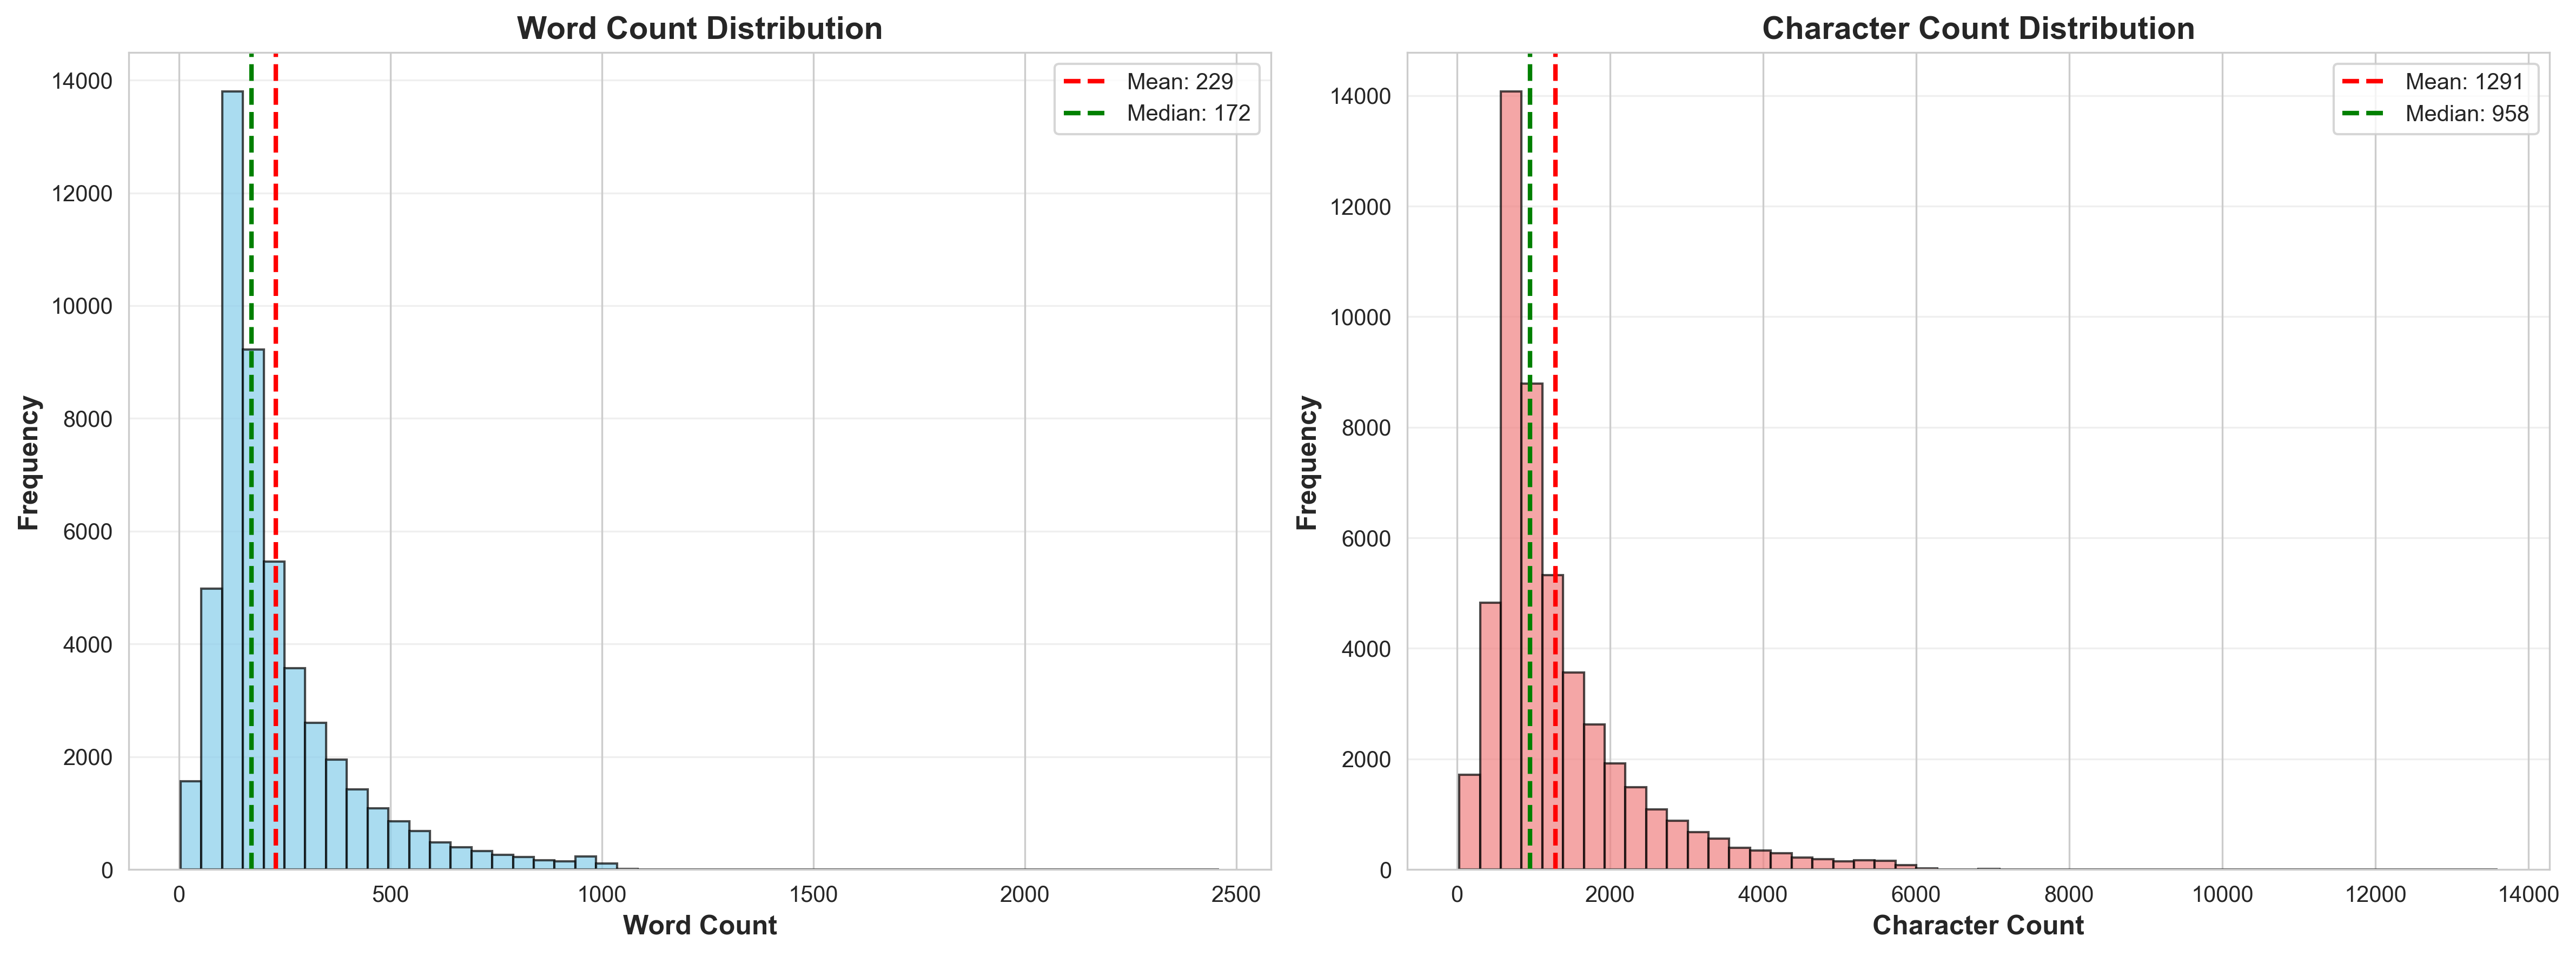 Word Count Distribution
Mean: 229
Median: 172
14000
12000
10000
8000
6000
4000
2000
0
Frequency
0 500 1000 1500 2000 2500
Word Count
Character Count Distribution
Mean: 1291
Median: 958
14000
12000
10000
8000
6000
4000
2000
0
Frequency
0 2000 4000 6000 8000 10000 12000 14000
Character Count